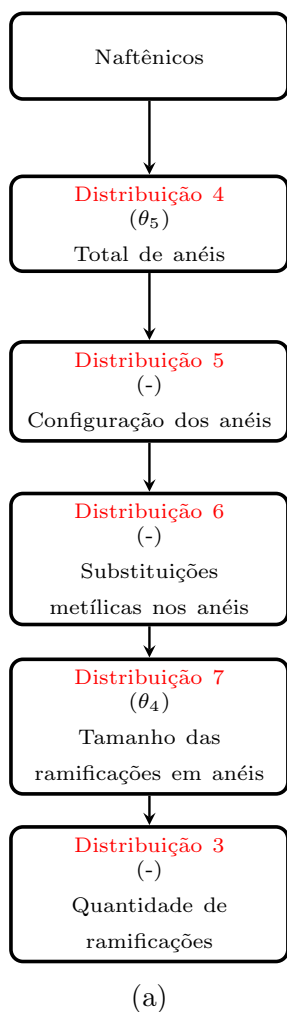 Naftênicos
Distribuição 4
(θ₅)
Total de anéis
Distribuição 5
(-)
Configuração dos anéis
Distribuição 6
(-)
Substituições
metílicas nos anéis
Distribuição 7
(θ₄)
Tamanho das
ramificações em anéis
Distribuição 3
(-)
Quantidade de
ramificações
(a)